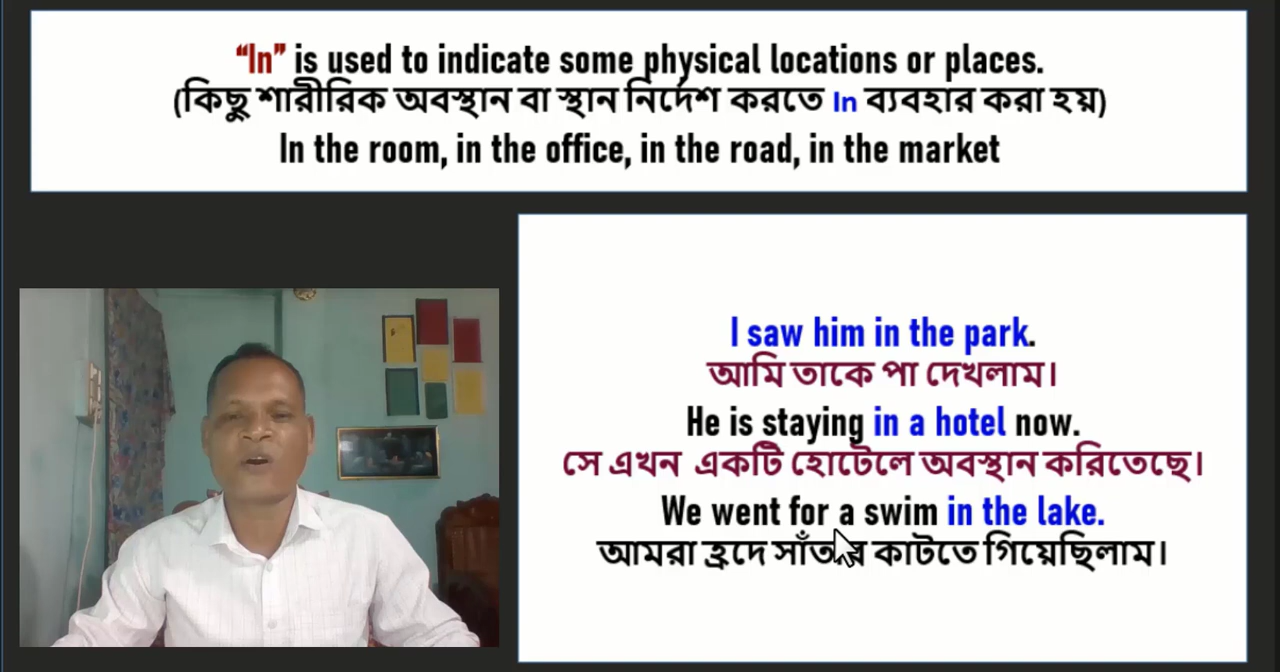 “In” is used to indicate some physical locations or places.
(কিছু শারীরিক অবস্থান বা স্থান নির্দেশ করতে In ব্যবহার করা হয়)
In the room, in the office, in the road, in the market
I saw him in the park.
আমি তাকে পা দেখলাম।
He is staying in a hotel now.
সে এখন একটি হোটেলে অবস্থান করিতেছে।
We went for a swim in the lake.
আমরা হ্রদে সাঁতার কাটতে গিয়েছিলাম।